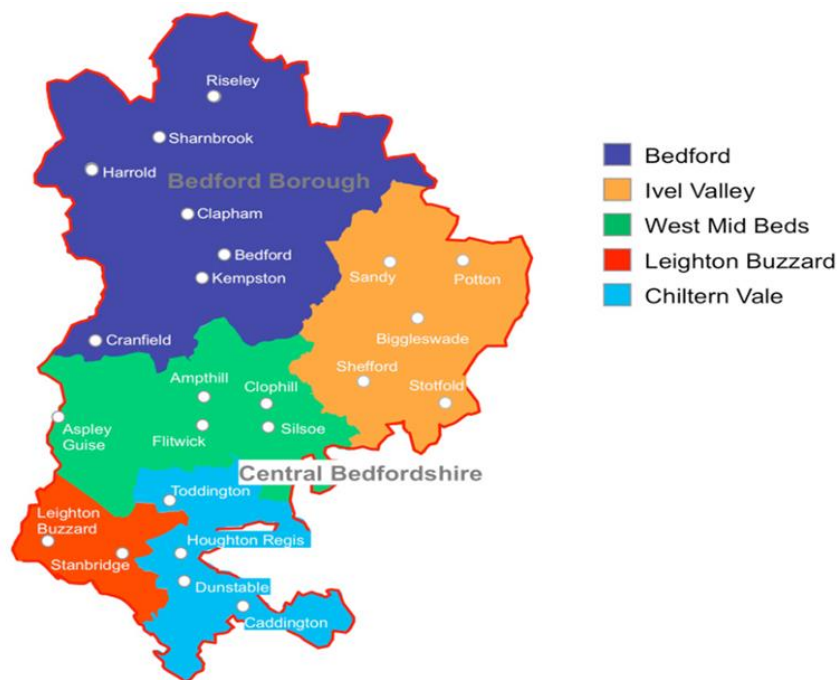 Riseley
Sharnbrook
Harrold
Bedford Borough
Clapham
Bedford
Kempston
Cranfield
Sandy
Potton
Biggleswade
Shefford
Stotfold
Ampthill
Clophill
Aspley
Guise
Flitwick
Silsoe
Central Bedfordshire
Toddington
Leighton
Buzzard
Stanbridge
Houghton Regis
Dunstable
Caddington
Bedford
Ivel Valley
West Mid Beds
Leighton Buzzard
Chiltern Vale